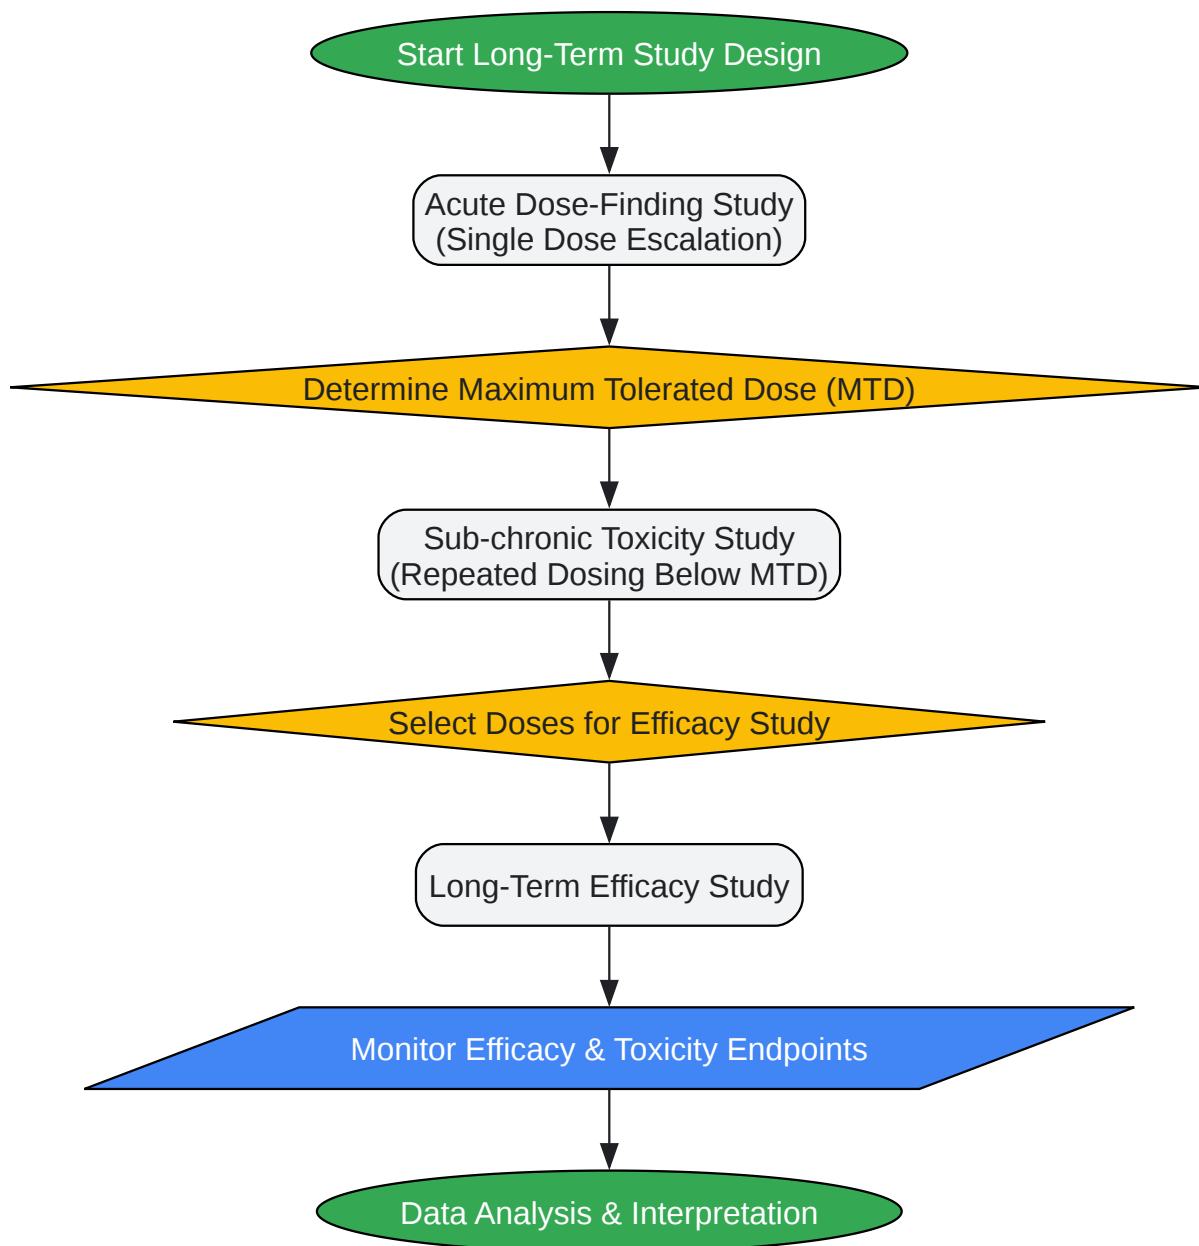 Start Long-Term Study Design
Acute Dose-Finding Study
(Single Dose Escalation)
Determine Maximum Tolerated Dose (MTD)
Sub-chronic Toxicity Study
(Repeated Dosing Below MTD)
Select Doses for Efficacy Study
Long-Term Efficacy Study
Monitor Efficacy & Toxicity Endpoints
Data Analysis & Interpretation